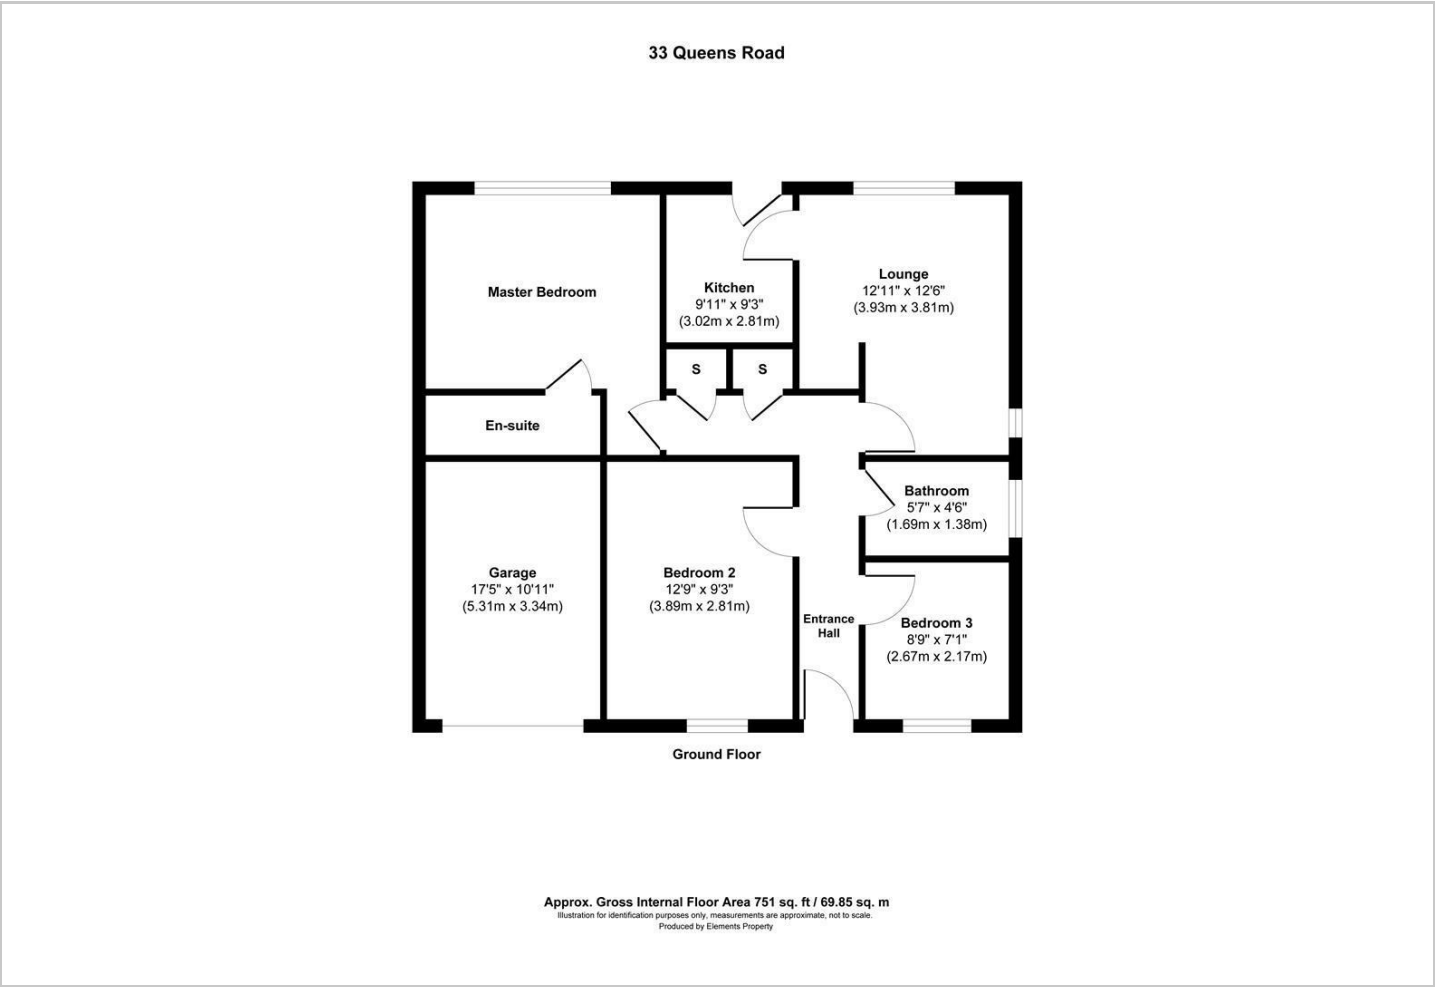 33 Queens Road
Master Bedroom
Kitchen
9'11" x 9'3"
(3.02m x 2.81m)
Lounge
12'11" x 12'6"
(3.93m x 3.81m)
S
S
En-suite
Bathroom
5'7" x 4'6"
(1.69m x 1.38m)
Garage
17'5" x 10'11"
(5.31m x 3.34m)
Bedroom 2
12'9" x 9'3"
(3.89m x 2.81m)
Entrance
Hall
Bedroom 3
8'9" x 7'1"
(2.67m x 2.17m)
Ground Floor
Approx. Gross Internal Floor Area 751 sq. ft / 69.85 sq. m
Illustration for identification purposes only, measurements are approximate, not to scale.
Produced by Elements Property